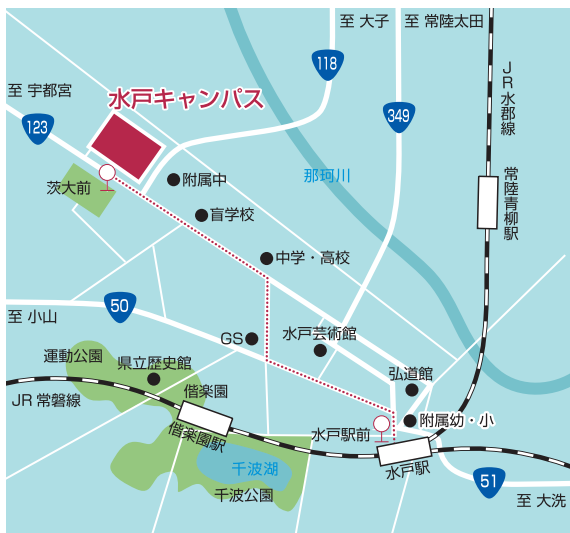 至 大子
至 常陸太田
118
JR水郡線
至 宇都宮
水戸キャンパス
123
349
茨大前
附属中
那珂川
常陸青柳駅
盲学校
中学・高校
50
至 小山
GS
水戸芸術館
運動公園
県立歴史館
弘道館
偕楽園
JR常磐線
附属幼・小
偕楽園駅
水戸駅前
千波湖
水戸駅
千波公園
51
至 大洗